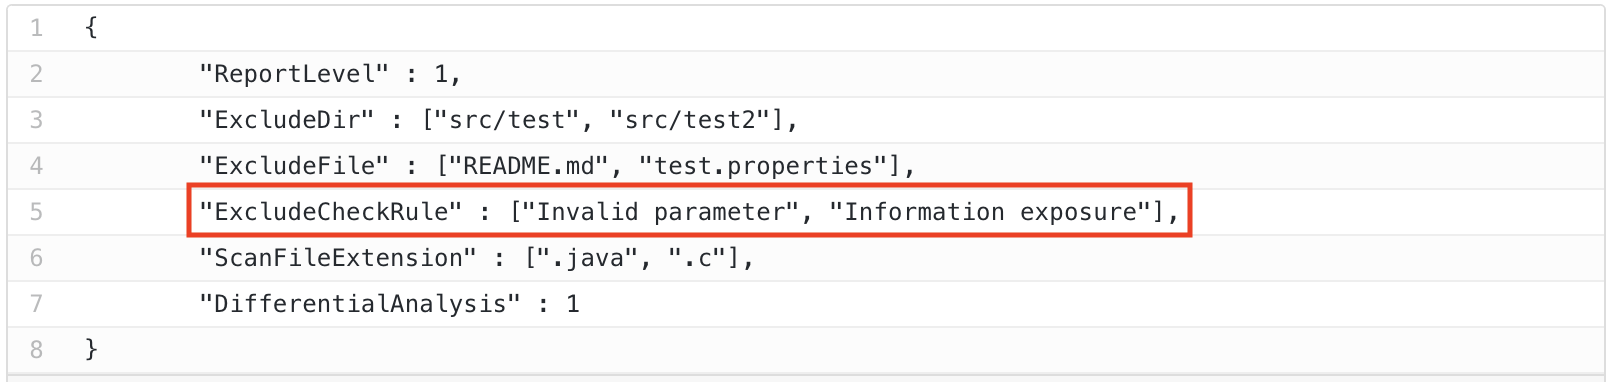 1 {
2 "ReportLevel" : 1,
3 "ExcludeDir" : ["src/test", "src/test2"],
4 "ExcludeFile" : ["README.md", "test.properties"],
5 "ExcludeCheckRule" : ["Invalid parameter", "Information exposure"],
6 "ScanFileExtension" : [".java", ".c"],
7 "DifferentialAnalysis" : 1
8 }